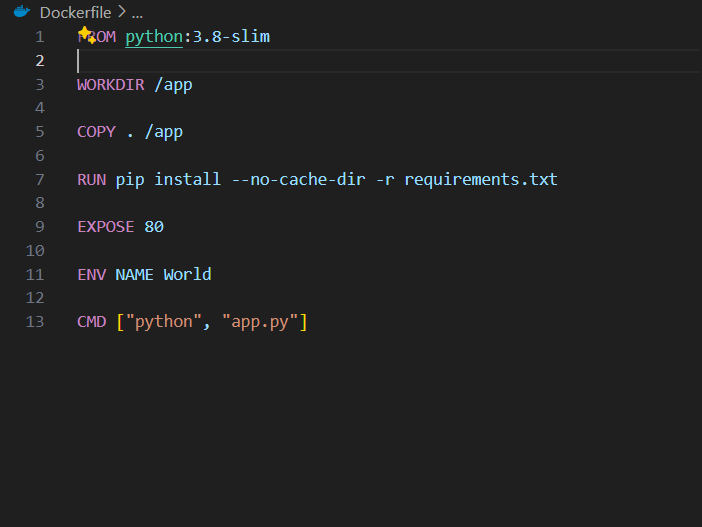 Dockerfile > ...
1 FROM python:3.8-slim
2
3 WORKDIR /app
4
5 COPY . /app
6
7 RUN pip install --no-cache-dir -r requirements.txt
8
9 EXPOSE 80
10
11 ENV NAME World
12
13 CMD ["python", "app.py"]